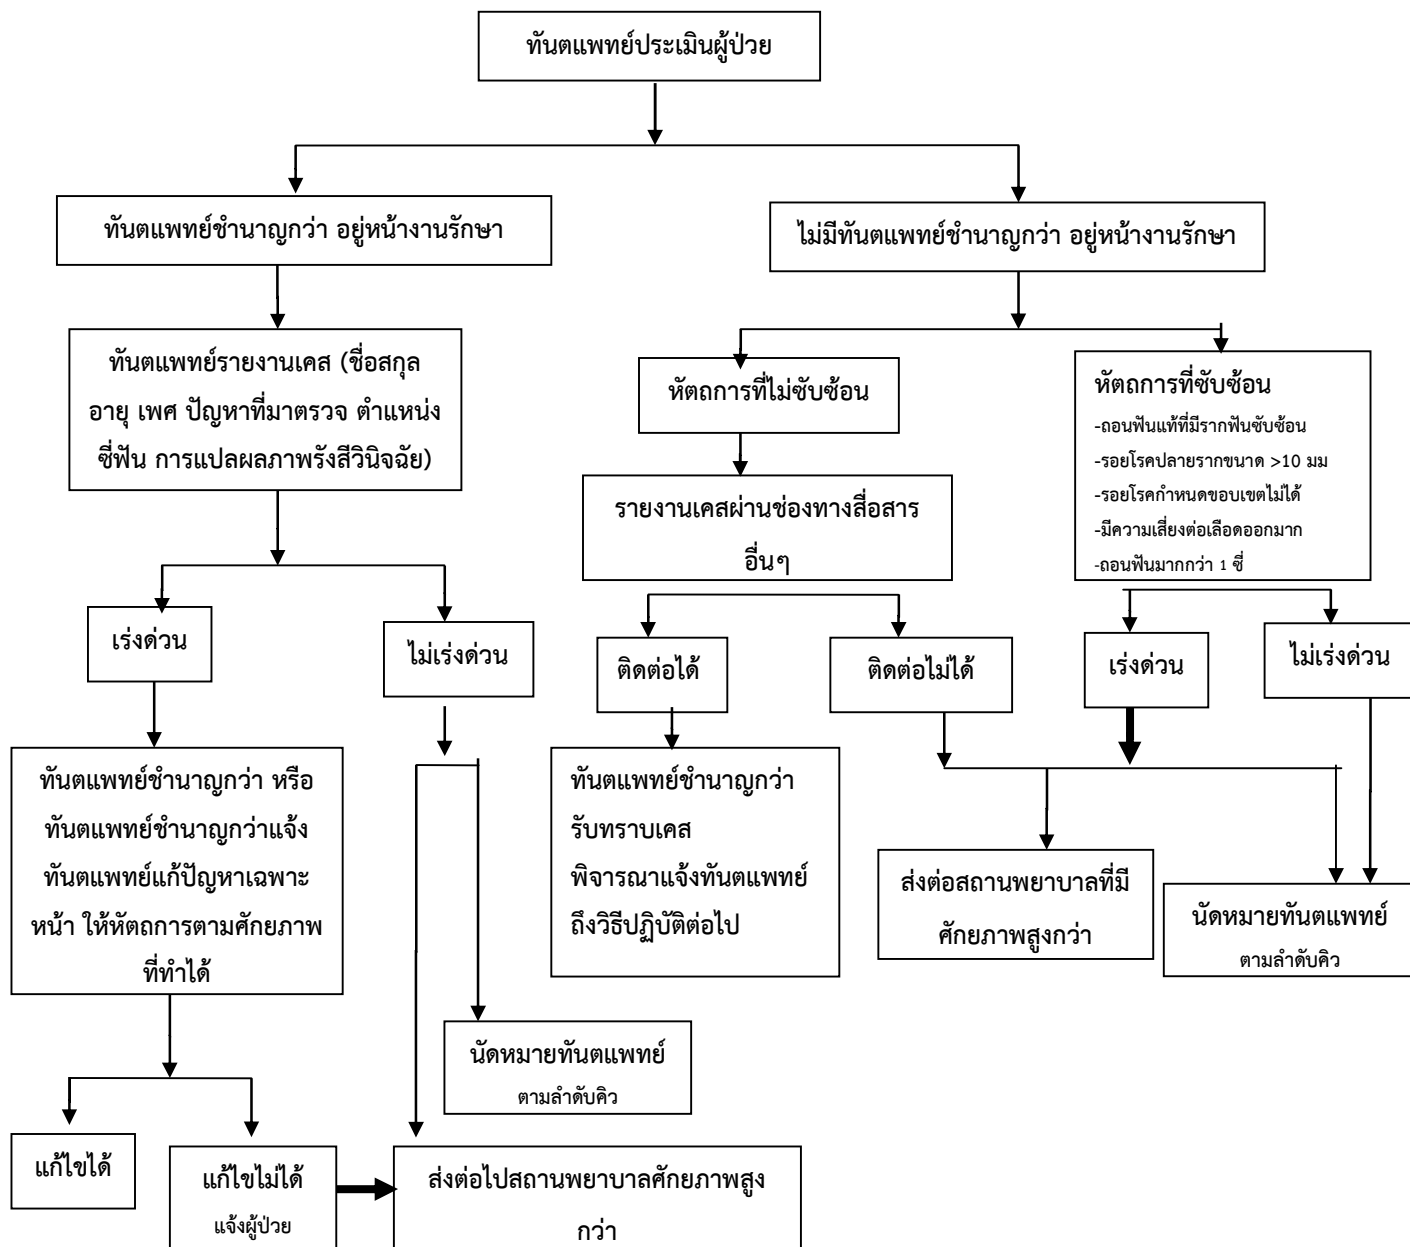 ทันตแพทย์ประเมินผู้ป่วย
ทันตแพทย์ชำนาญกว่า อยู่หน้างานรักษา
ไม่มีทันตแพทย์ชำนาญกว่า อยู่หน้างานรักษา
ทันตแพทย์รายงานเคส (ชื่อสกุล
อายุ เพศ ปัญหาที่มาตรวจ ตำแหน่ง
ซี่ฟัน การแปลผลภาพรังสีวินิจฉัย)
หัตถการที่ไม่ซับซ้อน
หัตถการที่ซับซ้อน
-ถอนฟันแท้ที่มีรากฟันซับซ้อน
-รอยโรคปลายรากขนาด >10 มม
-รอยโรคกำหนดขอบเขตไม่ได้
-มีความเสี่ยงต่อเลือดออกมาก
-ถอนฟันมากกว่า 1 ซี่
รายงานเคสผ่านช่องทางสื่อสาร
อื่นๆ
เร่งด่วน
ไม่เร่งด่วน
ติดต่อได้
ติดต่อไม่ได้
เร่งด่วน
ไม่เร่งด่วน
ทันตแพทย์ชำนาญกว่า หรือ
ทันตแพทย์ชำนาญกว่าแจ้ง
ทันตแพทย์แก้ปัญหาเฉพาะ
หน้า ให้หัตถการตามศักยภาพ
ที่ทำได้
ทันตแพทย์ชำนาญกว่า
รับทราบเคส
พิจารณาแจ้งทันตแพทย์
ถึงวิธีปฏิบัติต่อไป
ส่งต่อสถานพยาบาลที่มี
ศักยภาพสูงกว่า
นัดหมายทันตแพทย์
ตามลำดับคิว
นัดหมายทันตแพทย์
ตามลำดับคิว
แก้ไขได้
แก้ไขไม่ได้
แจ้งผู้ป่วย
ส่งต่อไปสถานพยาบาลศักยภาพสูง
กว่า